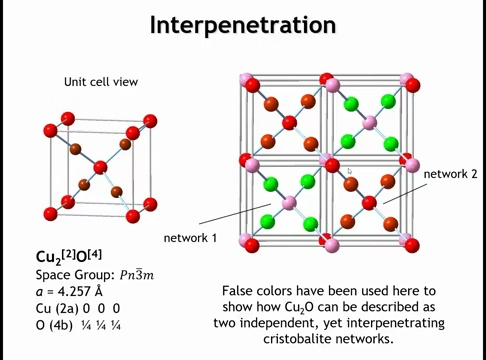 Interpenetration
Unit cell view
network 2
network 1
Cu₂[2]O[4]
Space Group: Pn3̅m
a = 4.257 Å
Cu (2a) 0 0 0
O (4b) ¼ ¼ ¼
False colors have been used here to
show how Cu₂O can be described as
two independent, yet interpenetrating
cristobalite networks.